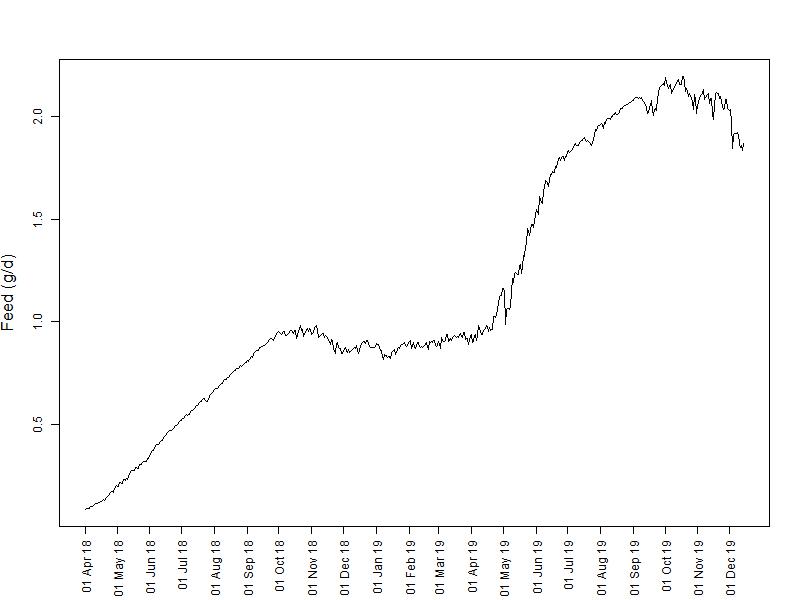 Feed (g/d)
2.0
1.5
1.0
0.5
01 Apr 18
01 May 18
01 Jun 18
01 Jul 18
01 Aug 18
01 Sep 18
01 Oct 18
01 Nov 18
01 Dec 18
01 Jan 19
01 Feb 19
01 Mar 19
01 Apr 19
01 May 19
01 Jun 19
01 Jul 19
01 Aug 19
01 Sep 19
01 Oct 19
01 Nov 19
01 Dec 19